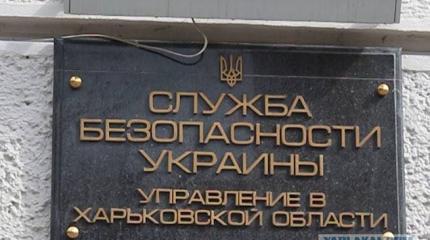 СЛУЖБА
БЕЗОПАСНОСТИ
УКРАИНЫ
УПРАВЛЕНИЕ В
ХАРЬКОВСКОЙ ОБЛАСТИ